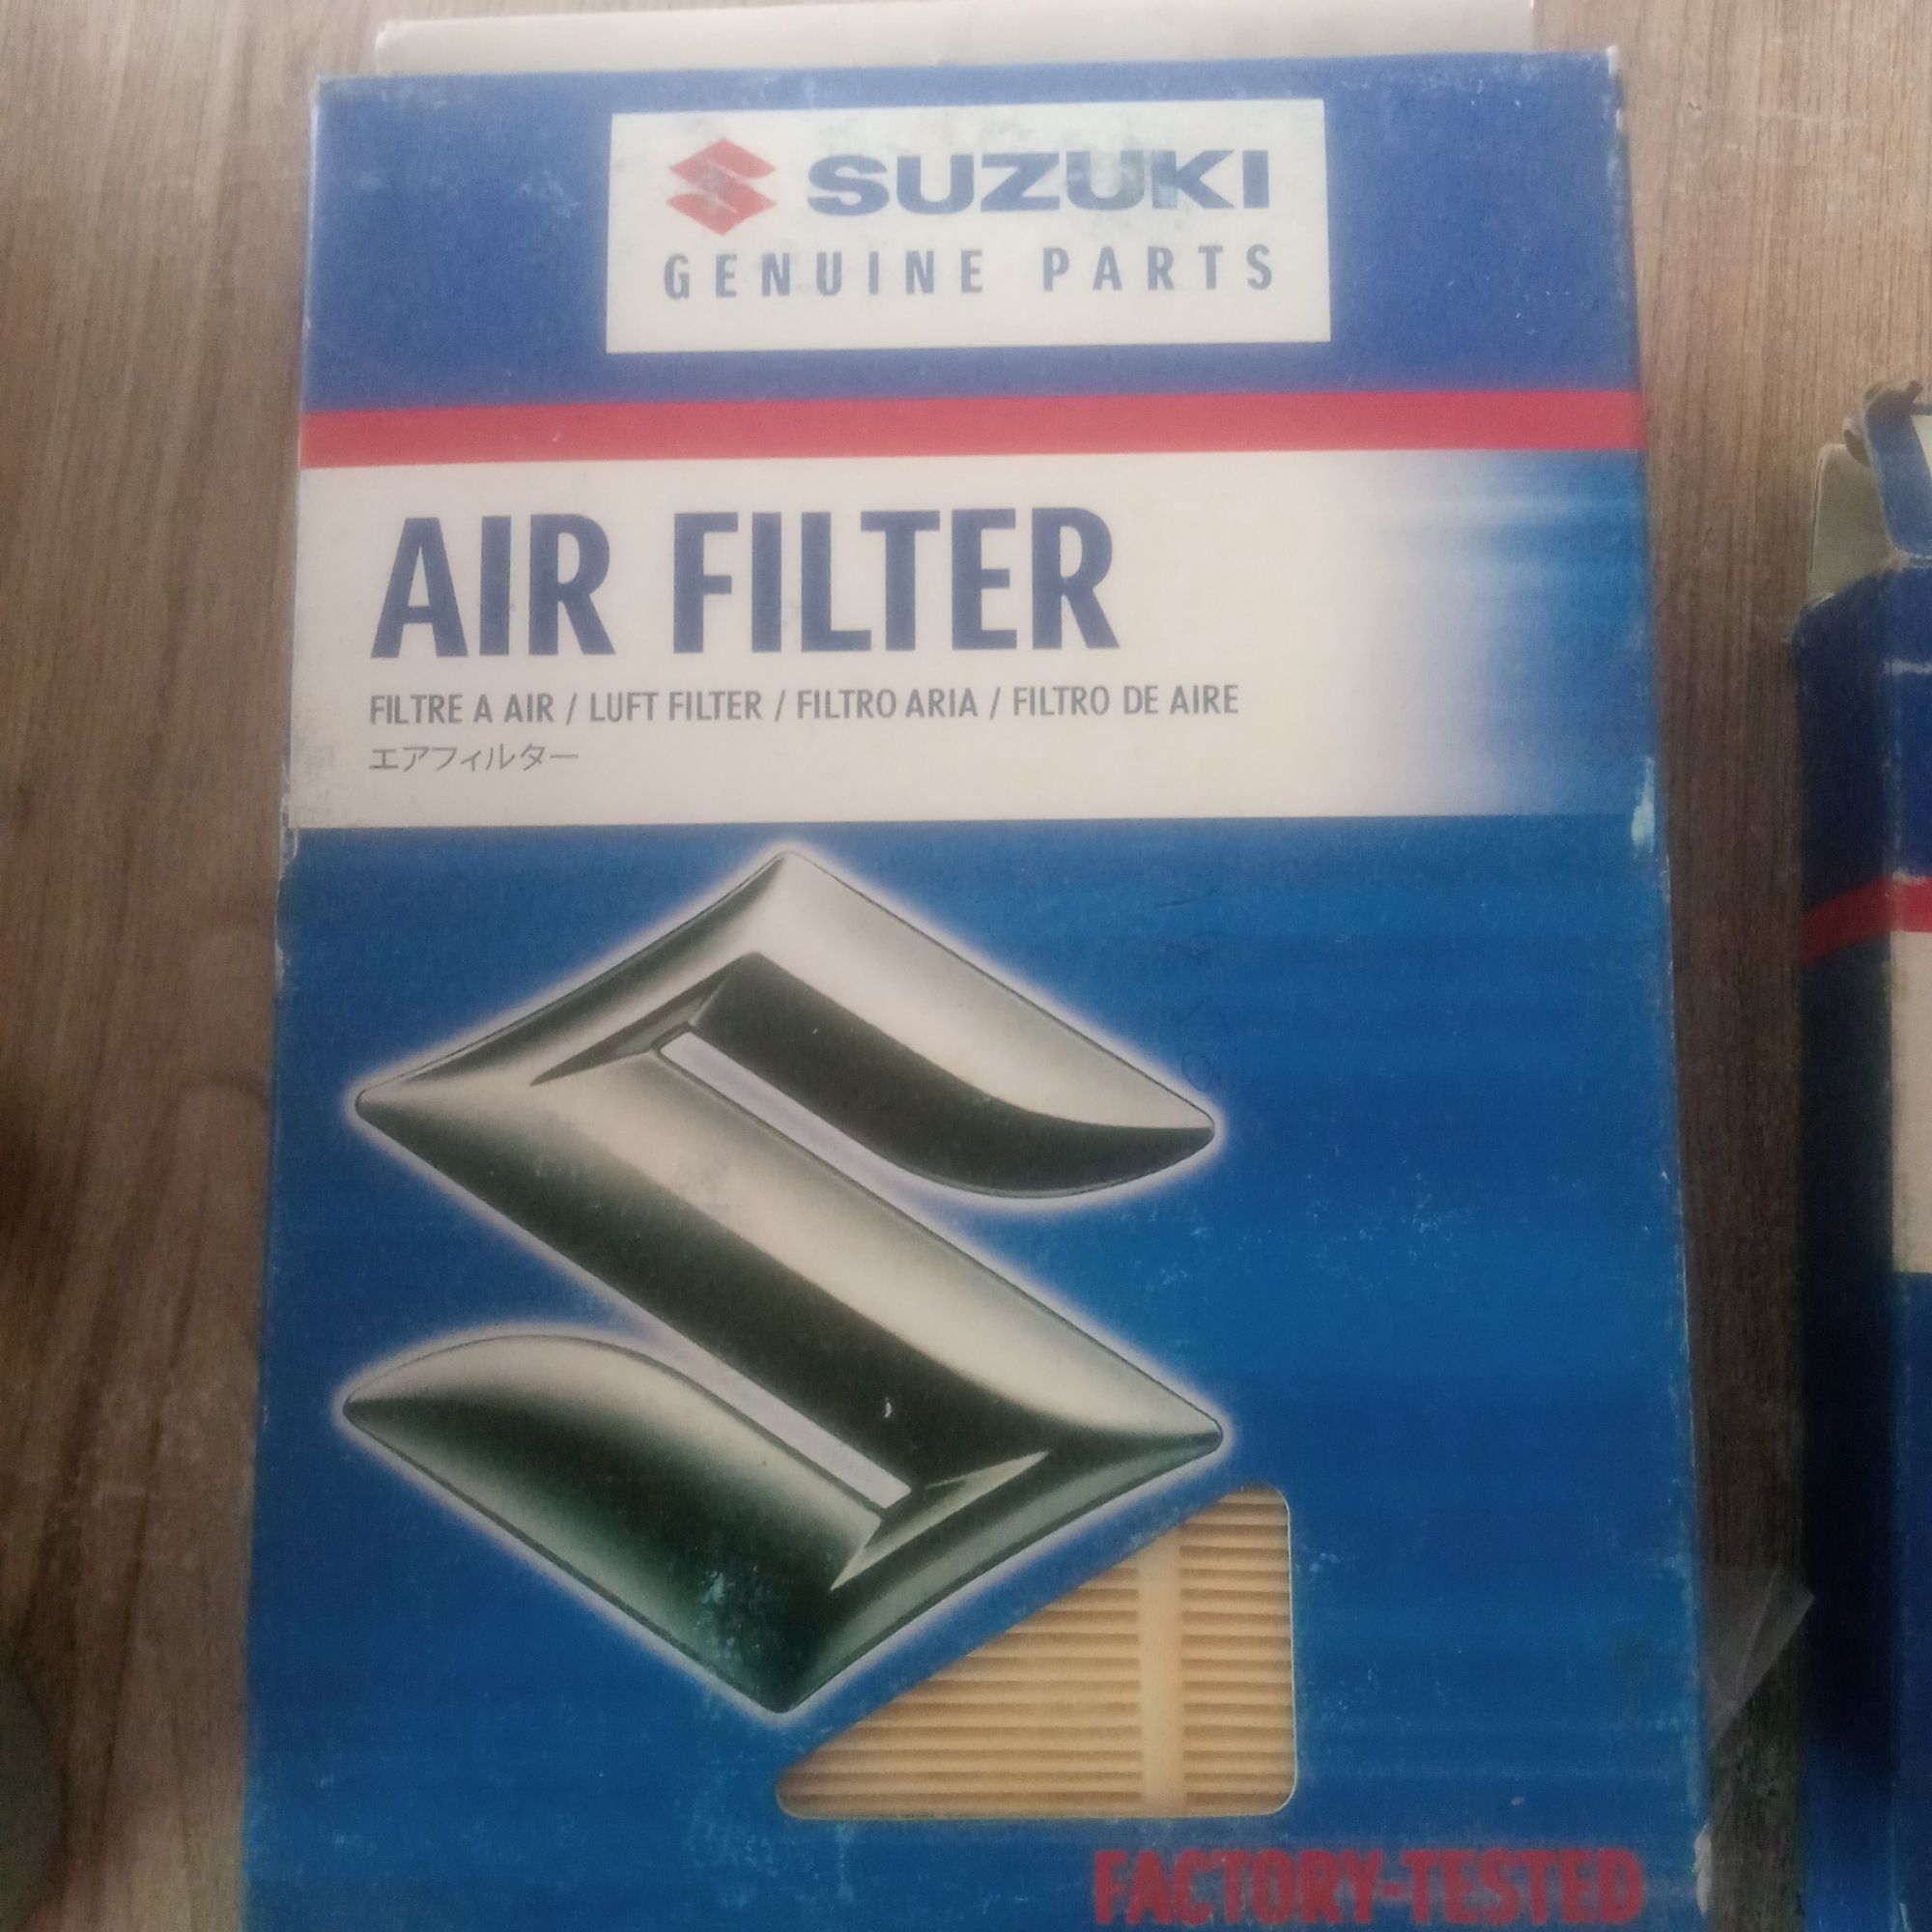 SUZUKI
GENUINE PARTS
AIR FILTER
FILTRE A AIR / LUFT FILTER / FILTRO ARIA / FILTRO DE AIRE
エアフィルター
FACTORY-TESTED